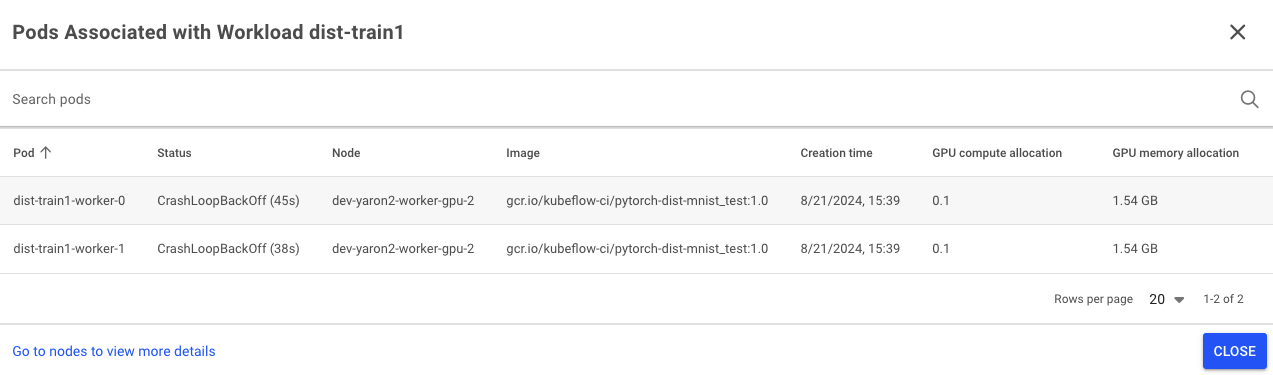 Pods Associated with Workload dist-train1
Search pods
Pod Status Node Image Creation time GPU compute allocation GPU memory allocation
dist-train1-worker-0 CrashLoopBackOff (45s) dev-yaron2-worker-gpu-2 gcr.io/kubeflow-ci/pytorch-dist-mnist_test:1.0 8/21/2024, 15:39 0.1 1.54 GB
dist-train1-worker-1 CrashLoopBackOff (38s) dev-yaron2-worker-gpu-2 gcr.io/kubeflow-ci/pytorch-dist-mnist_test:1.0 8/21/2024, 15:39 0.1 1.54 GB
Rows per page 20 1-2 of 2
Go to nodes to view more details CLOSE